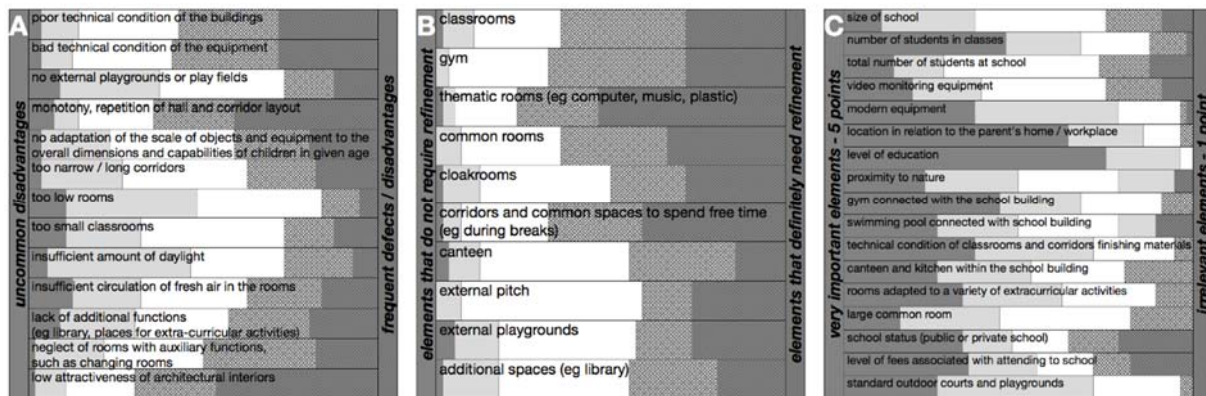 A
uncommon disadvantages
poor technical condition of the buildings
bad technical condition of the equipment
no external playgrounds or play fields
monotony, repetition of hall and corridor layout
no adaptation of the scale of objects and equipment to the
overall dimensions and capabilities of children in given age
too narrow / long corridors
too low rooms
too small classrooms
insufficient amount of daylight
insufficient circulation of fresh air in the rooms
lack of additional functions
(eg library, places for extra-curricular activities)
neglect of rooms with auxiliary functions,
such as changing rooms
low attractiveness of architectural interiors
frequent defects / disadvantages
B
elements that do not require refinement
classrooms
gym
thematic rooms (eg computer, music, plastic)
common rooms
cloakrooms
corridors and common spaces to spend free time
(eg during breaks)
canteen
external pitch
external playgrounds
additional spaces (eg library)
elements that definitely need refinement
C
very important elements - 5 points
size of school
number of students in classes
total number of students at school
video monitoring equipment
modern equipment
location in relation to the parent's home / workplace
level of education
proximity to nature
gym connected with the school building
swimming pool connected with school building
technical condition of classrooms and corridors finishing materials
canteen and kitchen within the school building
rooms adapted to a variety of extracurricular activities
large common room
school status (public or private school)
level of fees associated with attending to school
standard outdoor courts and playgrounds
irrelevant elements - 1 point